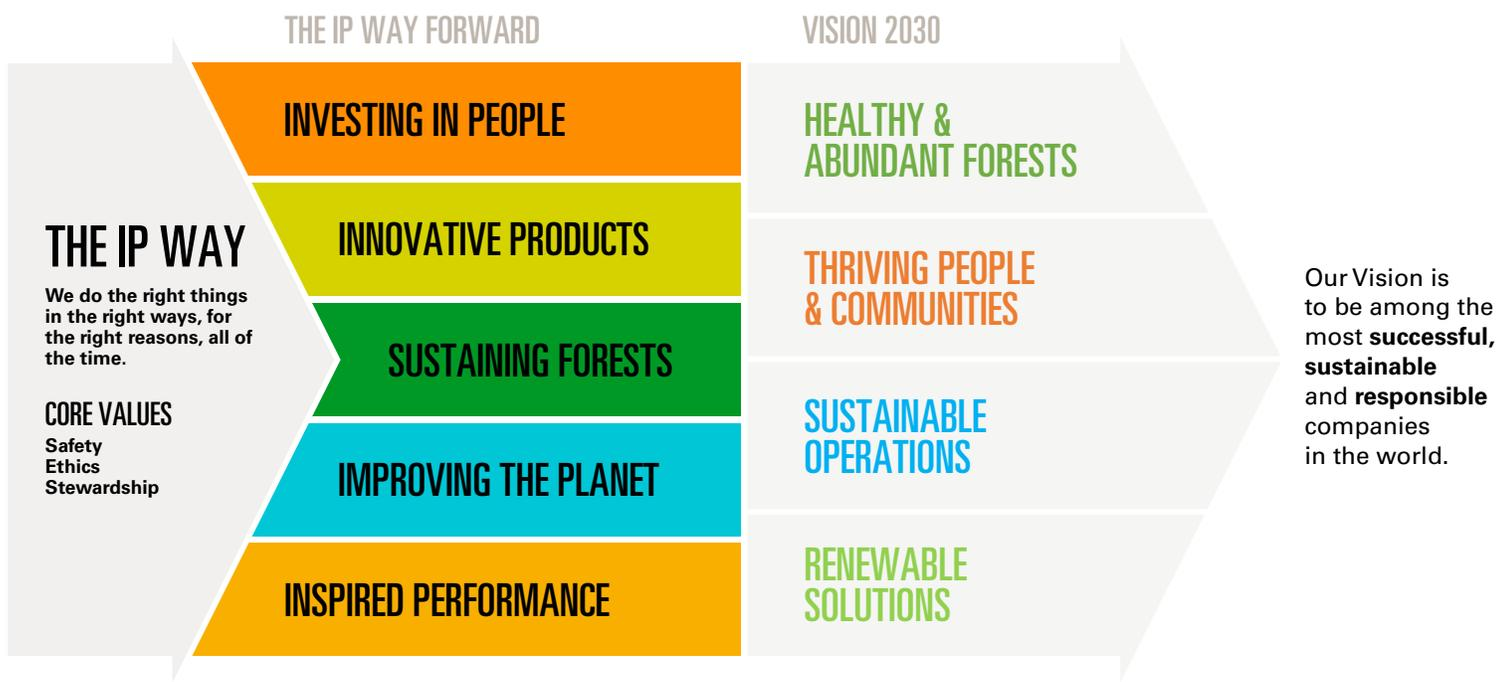 THE IP WAY FORWARD
VISION 2030
THE IP WAY
We do the right things
in the right ways, for
the right reasons, all of
the time.
CORE VALUES
Safety
Ethics
Stewardship
INVESTING IN PEOPLE
INNOVATIVE PRODUCTS
SUSTAINING FORESTS
IMPROVING THE PLANET
INSPIRED PERFORMANCE
HEALTHY &
ABUNDANT FORESTS
THRIVING PEOPLE
& COMMUNITIES
SUSTAINABLE
OPERATIONS
RENEWABLE
SOLUTIONS
Our Vision is
to be among the
most successful,
sustainable
and responsible
companies
in the world.